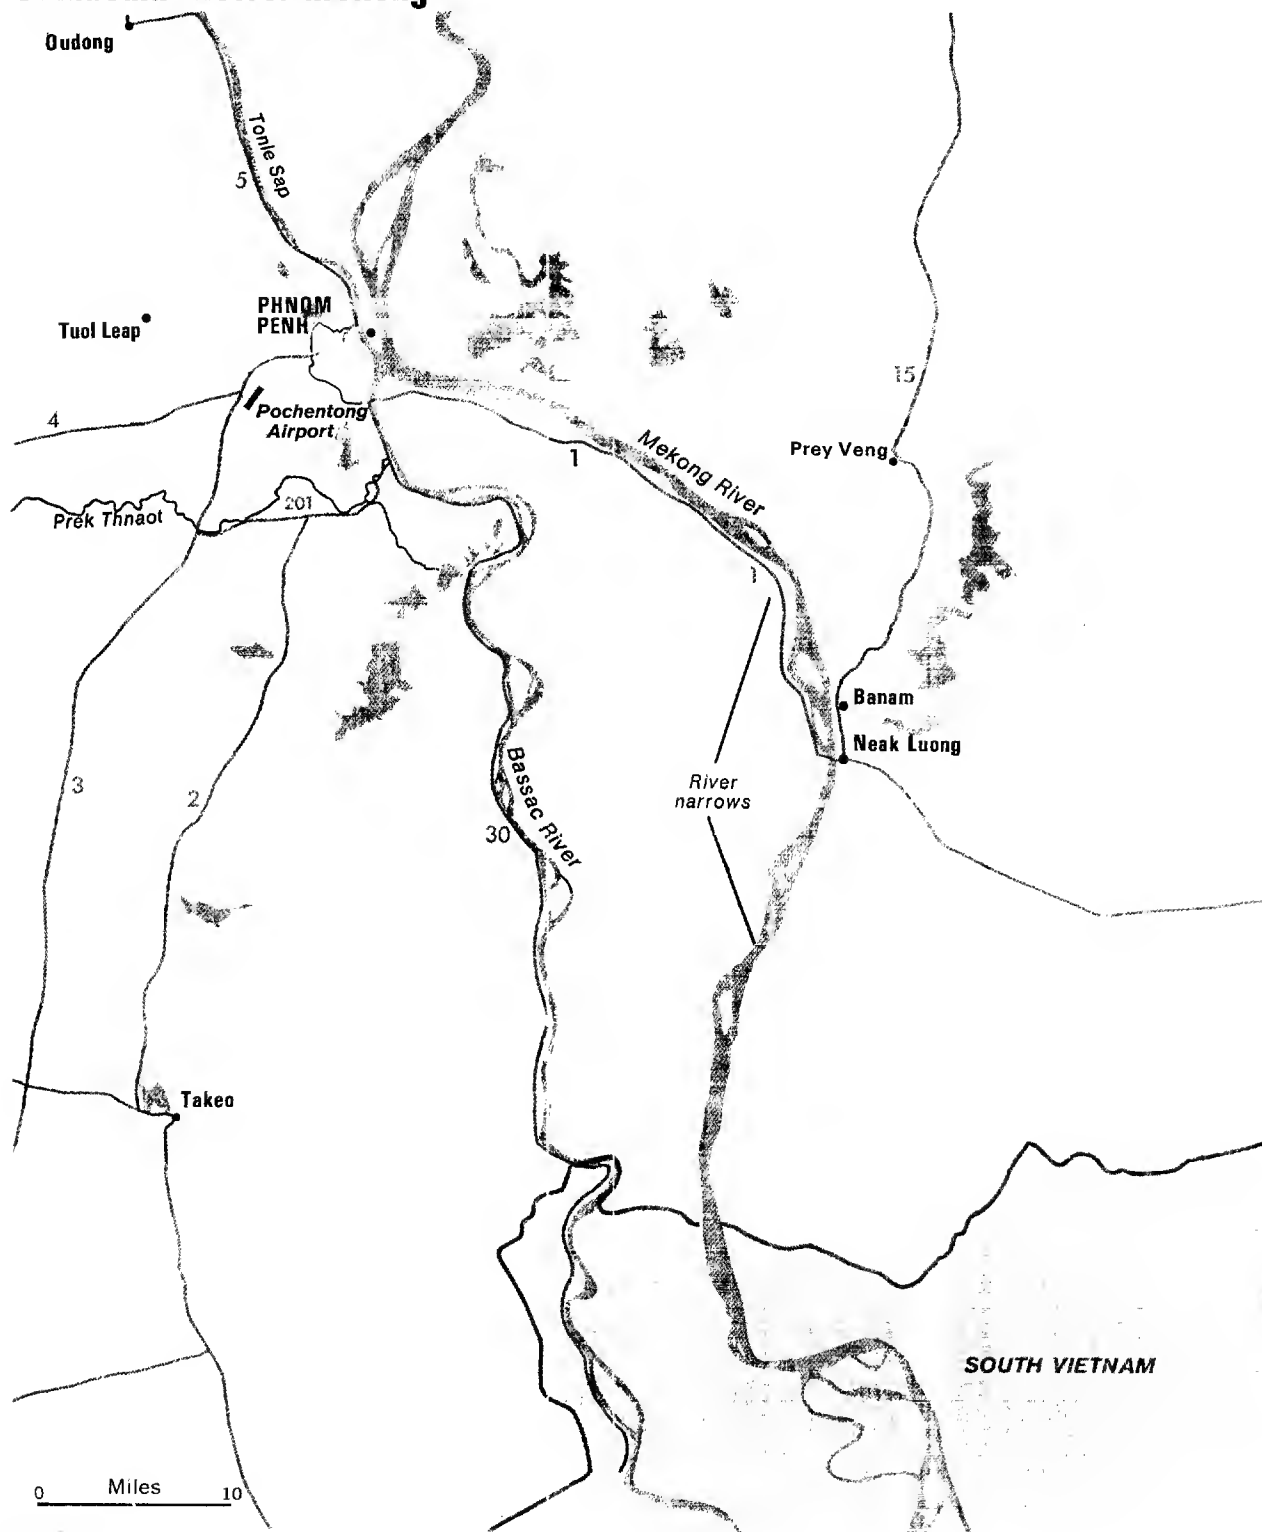 Oudong
Tonle Sap
5
PHNOM
PENH
Tuol Leap
15
4
Pochentong
Airport
1
Mekong River
Prey Veng
201
Prek Thnaot
1
Banam
Neak Luong
River
narrows
3
2
Bassac River
30
Takeo
SOUTH VIETNAM
Miles
0
10